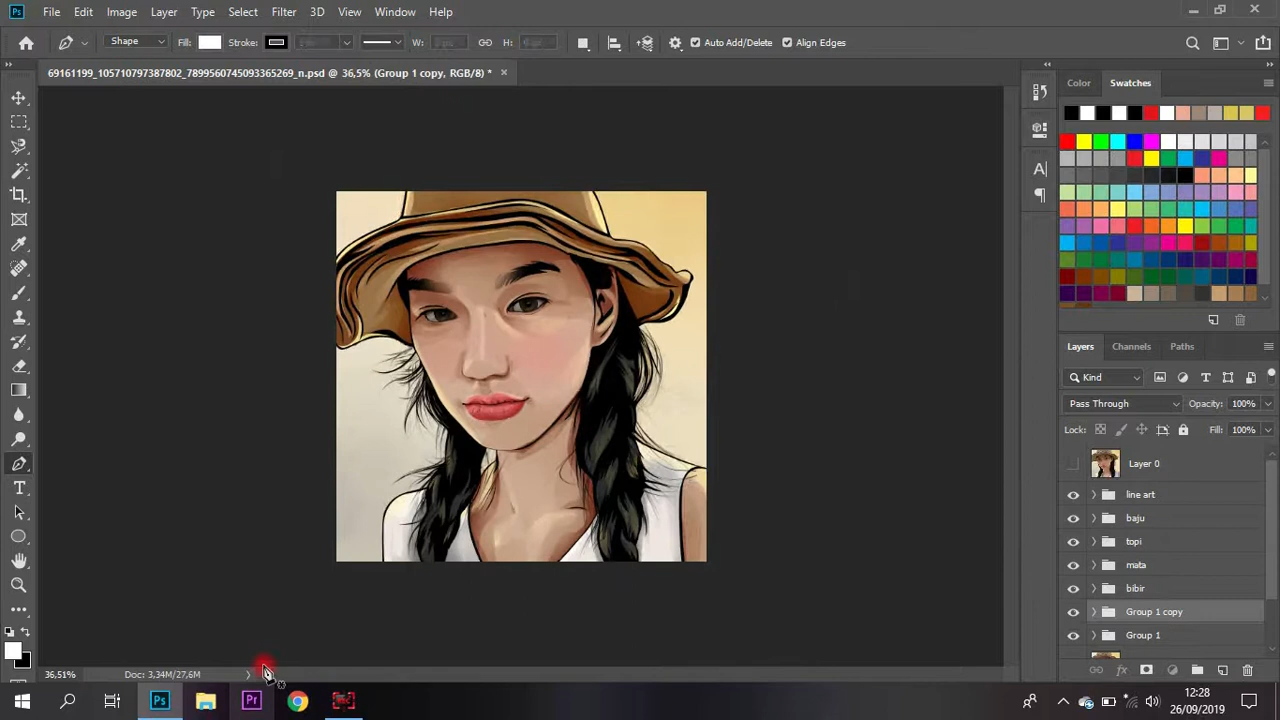 Ps File Edit Image Layer Type Select Filter 3D View Window Help
Shape Fill: Stroke: W: H: Auto Add/Delete Align Edges
69161199_105710797387802_7899560745093365269_n.psd @ 36,5% (Group 1 copy, RGB/8) *
Color Swatches
Layers Channels Paths
Kind
Pass Through Opacity: 100%
Lock: Fill: 100%
Layer 0
line art
baju
topi
mata
bibir
Group 1 copy
Group 1
36,51% Doc: 3,34M/27,6M
Ps Pr
12:28
26/09/2019